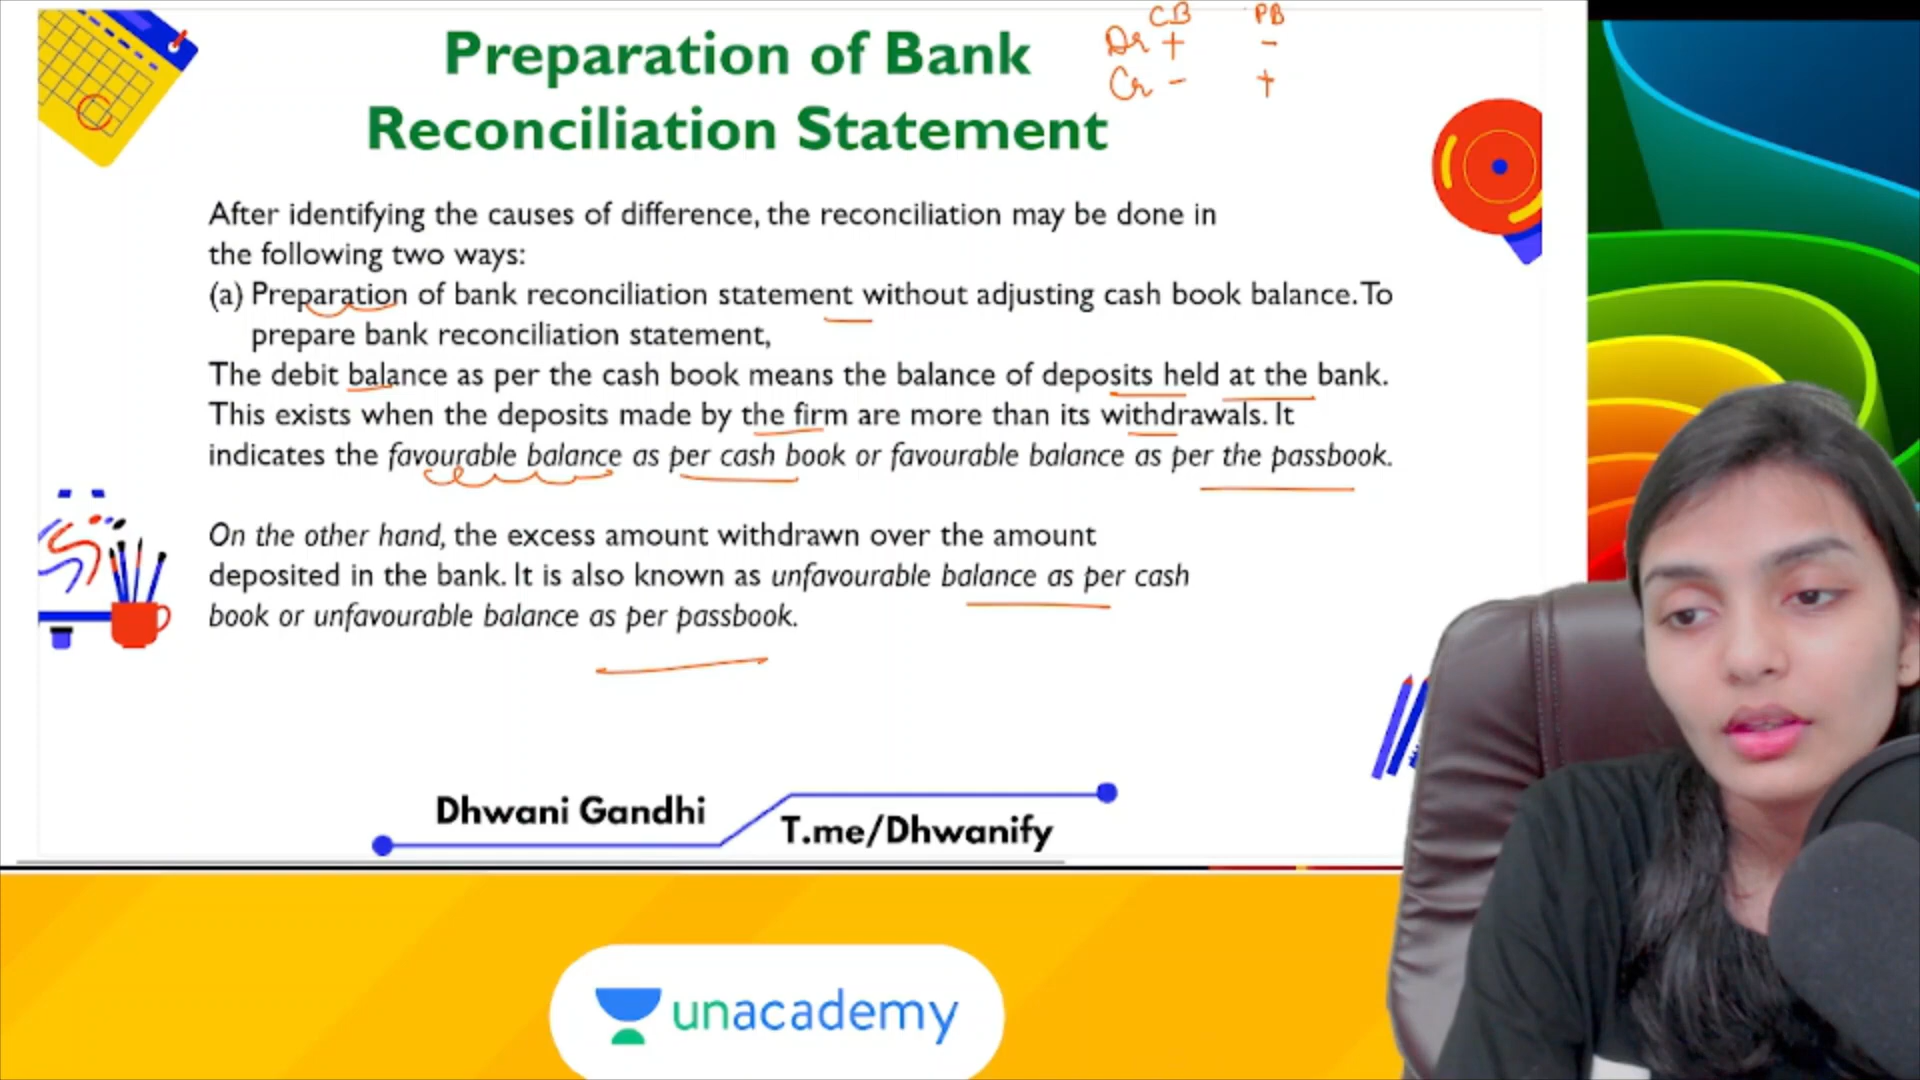 CB PB
Dr + -
Cr - +
Preparation of Bank
Reconciliation Statement
After identifying the causes of difference, the reconciliation may be done in
the following two ways:
(a) Preparation of bank reconciliation statement without adjusting cash book balance. To
prepare bank reconciliation statement,
The debit balance as per the cash book means the balance of deposits held at the bank.
This exists when the deposits made by the firm are more than its withdrawals. It
indicates the favourable balance as per cash book or favourable balance as per the passbook.
On the other hand, the excess amount withdrawn over the amount
deposited in the bank. It is also known as unfavourable balance as per cash
book or unfavourable balance as per passbook.
Dhwani Gandhi
T.me/Dhwanify
unacademy